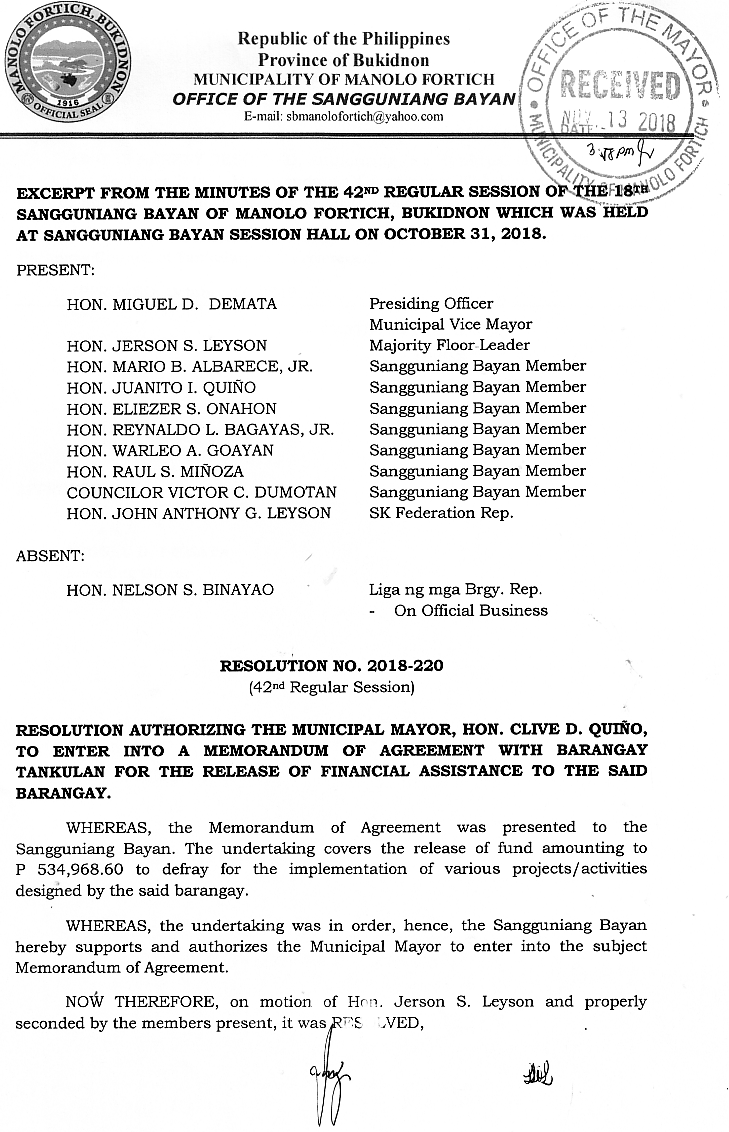 MANOLO FORTICH, BUKIDNON
1916
OFFICIAL SEAL
Republic of the Philippines
Province of Bukidnon
MUNICIPALITY OF MANOLO FORTICH
OFFICE OF THE SANGGUNIANG BAYAN
E-mail: sbmanolofortich@yahoo.com
OFFICE OF THE MAYOR
RECEIVED
DATE: 13 2018
MUNICIPALITY OF MANOLO FORTICH
EXCERPT FROM THE MINUTES OF THE 42ND REGULAR SESSION OF THE 18TH
SANGGUNIANG BAYAN OF MANOLO FORTICH, BUKIDNON WHICH WAS HELD
AT SANGGUNIANG BAYAN SESSION HALL ON OCTOBER 31, 2018.
PRESENT:
HON. MIGUEL D. DEMATA Presiding Officer
Municipal Vice Mayor
HON. JERSON S. LEYSON Majority Floor Leader
HON. MARIO B. ALBARECE, JR. Sangguniang Bayan Member
HON. JUANITO I. QUIÑO Sangguniang Bayan Member
HON. ELIEZER S. ONAHON Sangguniang Bayan Member
HON. REYNALDO L. BAGAYAS, JR. Sangguniang Bayan Member
HON. WARLEO A. GOAYAN Sangguniang Bayan Member
HON. RAUL S. MIÑOZA Sangguniang Bayan Member
COUNCILOR VICTOR C. DUMOTAN Sangguniang Bayan Member
HON. JOHN ANTHONY G. LEYSON SK Federation Rep.
ABSENT:
HON. NELSON S. BINAYAO Liga ng mga Brgy. Rep.
- On Official Business
RESOLUTION NO. 2018-220
(42nd Regular Session)
RESOLUTION AUTHORIZING THE MUNICIPAL MAYOR, HON. CLIVE D. QUIÑO,
TO ENTER INTO A MEMORANDUM OF AGREEMENT WITH BARANGAY
TANKULAN FOR THE RELEASE OF FINANCIAL ASSISTANCE TO THE SAID
BARANGAY.
WHEREAS, the Memorandum of Agreement was presented to the
Sangguniang Bayan. The undertaking covers the release of fund amounting to
P 534,968.60 to defray for the implementation of various projects/activities
designed by the said barangay.
WHEREAS, the undertaking was in order, hence, the Sangguniang Bayan
hereby supports and authorizes the Municipal Mayor to enter into the subject
Memorandum of Agreement.
NOW THEREFORE, on motion of Hon. Jerson S. Leyson and properly
seconded by the members present, it was RESOLVED,